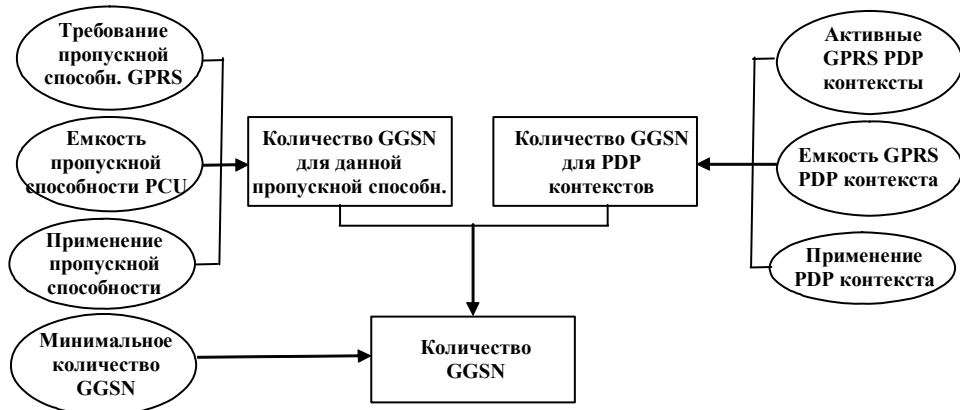 Требование
пропускной
способн. GPRS
Емкость
пропускной
способности PCU
Применение
пропускной
способности
Минимальное
количество
GGSN
Количество GGSN
для данной
пропускной способн.
Количество GGSN
для PDP
контекстов
Количество
GGSN
Активные
GPRS PDP
контексты
Емкость GPRS
PDP контекста
Применение
PDP контекста